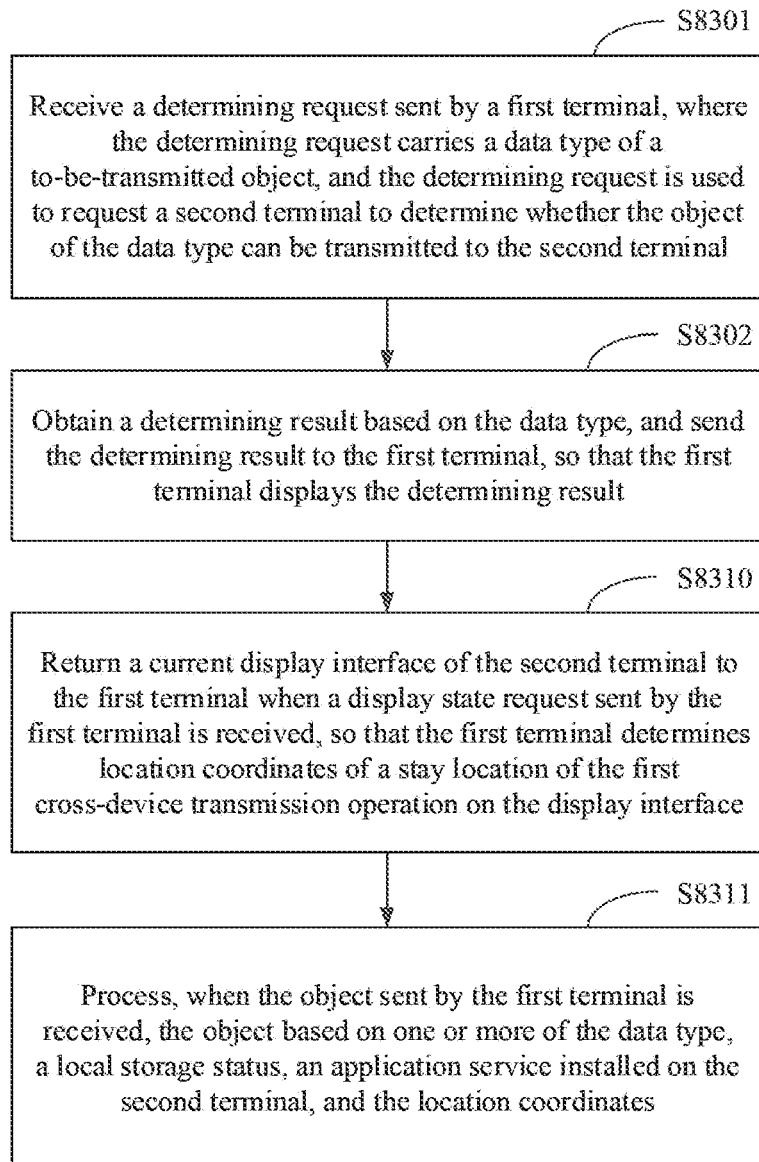 S8301
Receive a determining request sent by a first terminal, where
the determining request carries a data type of a
to-be-transmitted object, and the determining request is used
to request a second terminal to determine whether the object
of the data type can be transmitted to the second terminal
S8302
Obtain a determining result based on the data type, and send
the determining result to the first terminal, so that the first
terminal displays the determining result
S8310
Return a current display interface of the second terminal to
the first terminal when a display state request sent by the
first terminal is received, so that the first terminal determines
location coordinates of a stay location of the first
cross-device transmission operation on the display interface
S8311
Process, when the object sent by the first terminal is
received, the object based on one or more of the data type,
a local storage status, an application service installed on the
second terminal, and the location coordinates